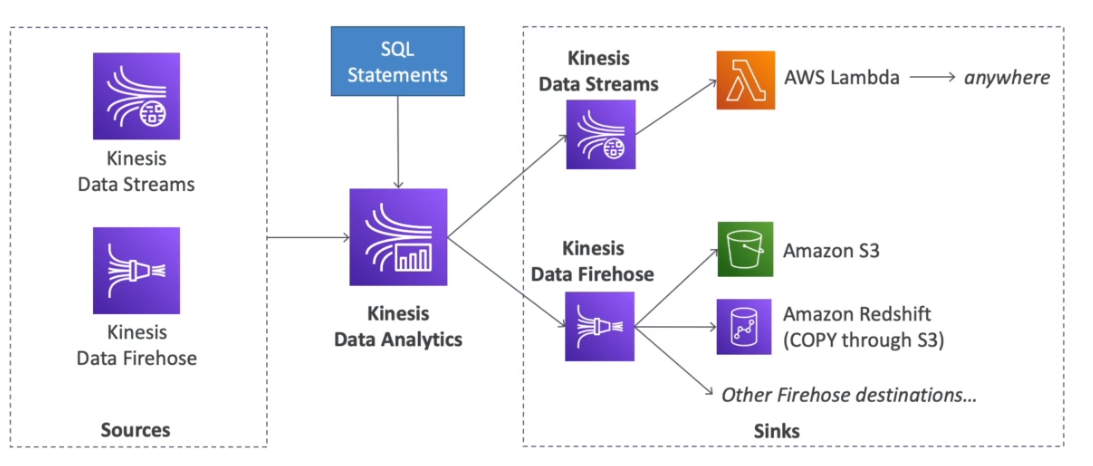 Kinesis
Data Streams
Kinesis
Data Firehose
Sources
SQL
Statements
Kinesis
Data Analytics
Kinesis
Data Streams
AWS Lambda
anywhere
Kinesis
Data Firehose
Amazon S3
Amazon Redshift
(COPY through S3)
Other Firehose destinations...
Sinks